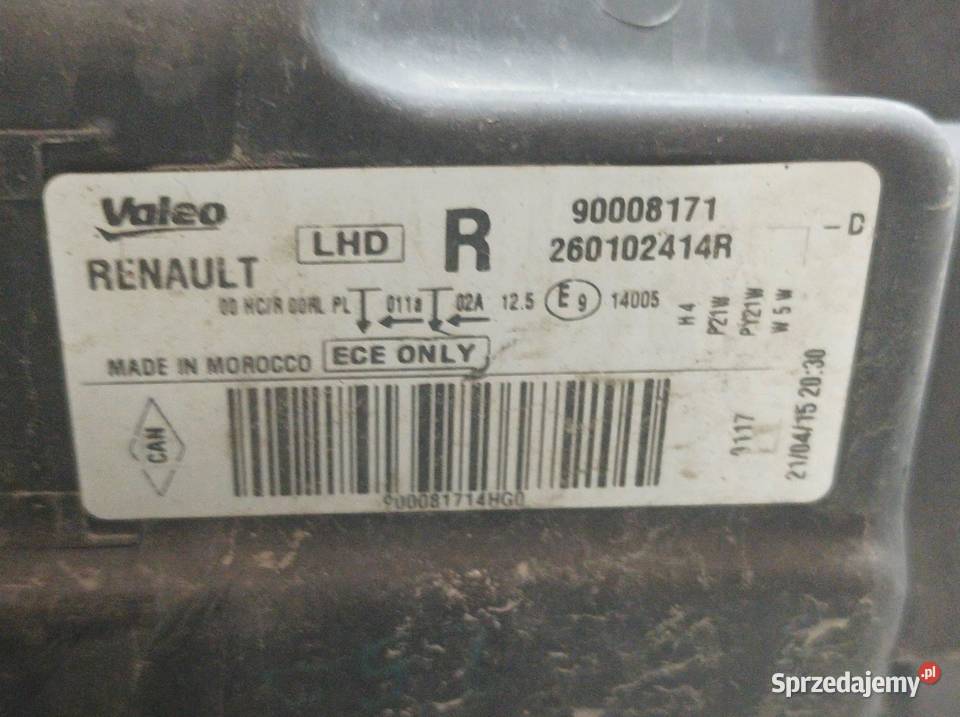 Valeo
RENAULT
LHD
R
90008171
260102414R
- D
00 HC/R 00RL PL 011a 02A 12.5 E9 14005
H4
P21W
PY21W
W5W
MADE IN MOROCCO ECE ONLY
CAN
900081714HG0
21/04/15 20:30
Sprzedajemy.pl